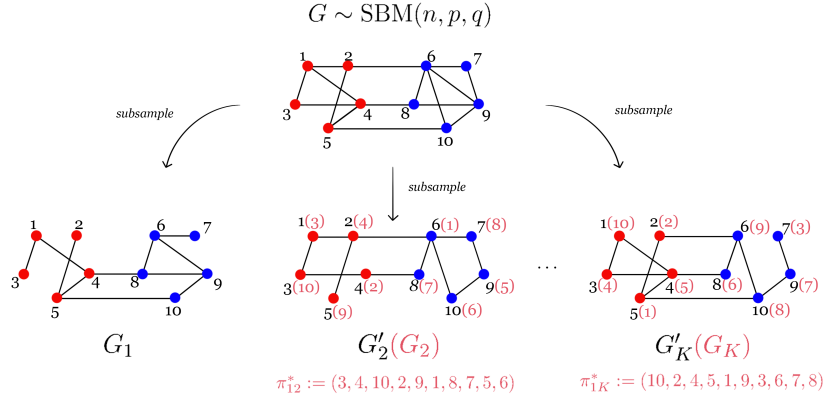 G ∼ SBM(n, p, q)
1 2 6 7
3 4 8 9
5 10
subsample
subsample
subsample
1 2 6 7
3 4 8 9
5 10
1(3) 2(4) 6(1) 7(8)
3(10) 4(2) 8(7) 9(5)
5(9) 10(6)
...
1(10) 2(2) 6(9) 7(3)
3(4) 4(5) 8(6) 9(7)
5(1) 10(8)
G₁
G′₂(G₂)
G′_K(G_K)
π*₁₂ := (3, 4, 10, 2, 9, 1, 8, 7, 5, 6)
π*₁K := (10, 2, 4, 5, 1, 9, 3, 6, 7, 8)